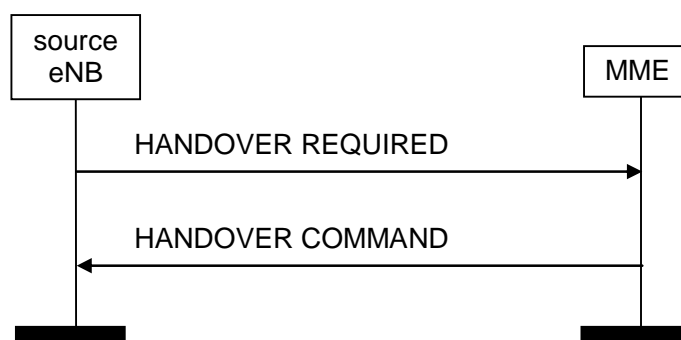 source
eNB
MME
HANDOVER REQUIRED
HANDOVER COMMAND